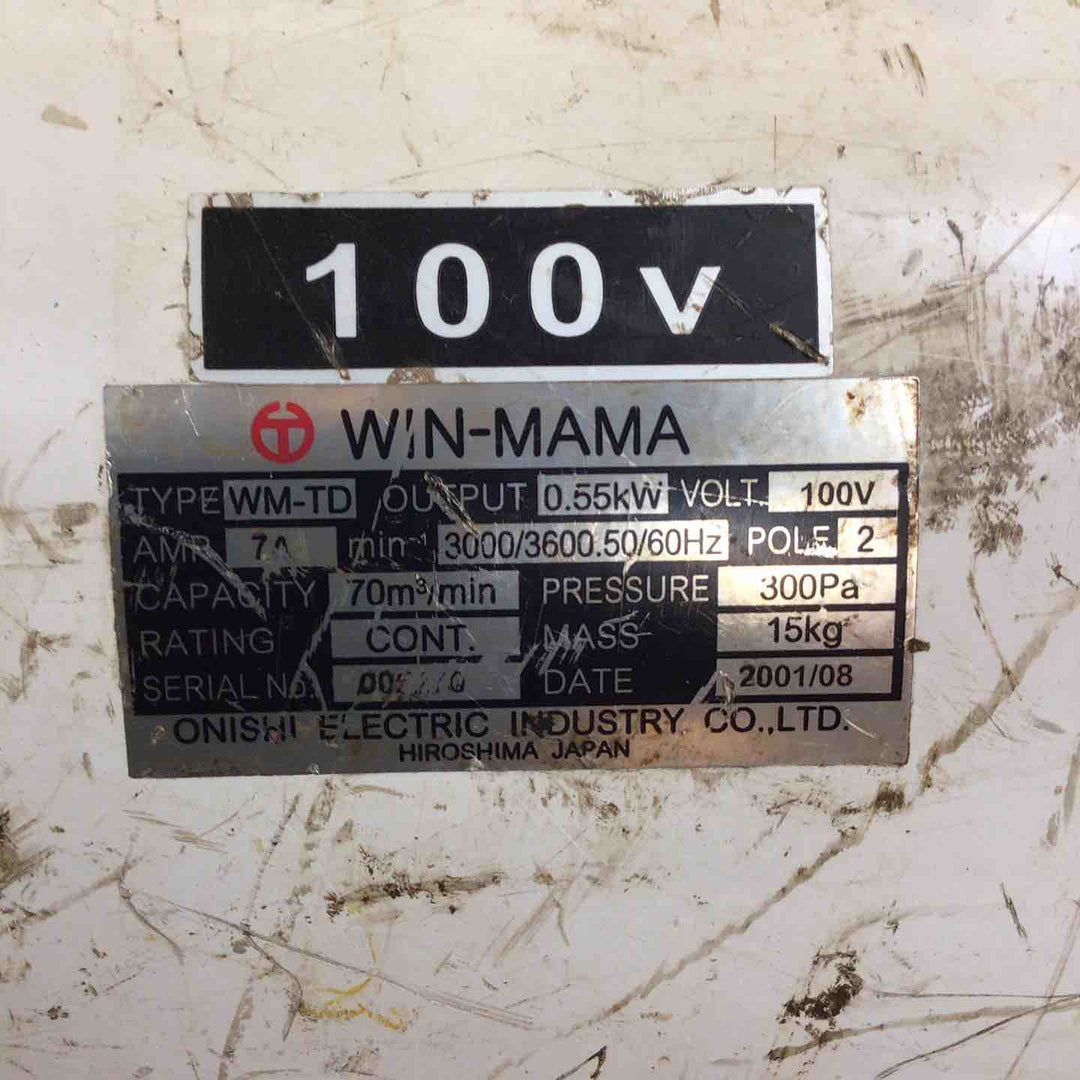 100v
WIN-MAMA
TYPE WM-TD OUTPUT 0.55kW VOLT. 100V
AMP. 7A min⁻¹ 3000/3600.50/60Hz POLE 2
CAPACITY 70m³/min PRESSURE 300Pa
RATING CONT. MASS 15kg
SERIAL No. DATE 2001/08
ONISHI ELECTRIC INDUSTRY CO.,LTD.
HIROSHIMA JAPAN